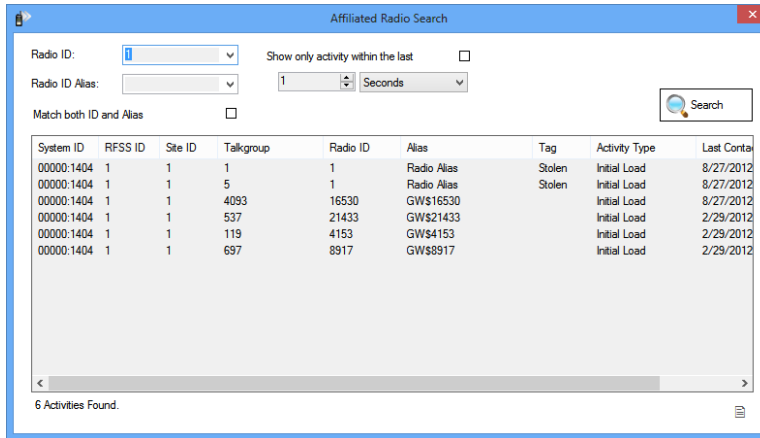 Affiliated Radio Search
Radio ID: 1 Show only activity within the last
Radio ID Alias: 1 Seconds
Match both ID and Alias Search
System ID RFSS ID Site ID Talkgroup Radio ID Alias Tag Activity Type Last Conta
00000:1404 1 1 1 1 Radio Alias Stolen Initial Load 8/27/2012
00000:1404 1 1 5 1 Radio Alias Stolen Initial Load 8/27/2012
00000:1404 1 1 4093 16530 GW$16530 Initial Load 8/27/2012
00000:1404 1 1 537 21433 GW$21433 Initial Load 2/29/2012
00000:1404 1 1 119 4153 GW$4153 Initial Load 2/29/2012
00000:1404 1 1 697 8917 GW$8917 Initial Load 2/29/2012
6 Activities Found.